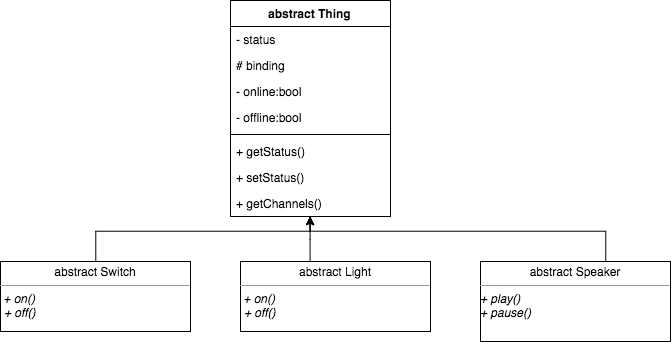 abstract Thing
- status
# binding
- online:bool
- offline:bool
+ getStatus()
+ setStatus()
+ getChannels()
abstract Switch
+ on()
+ off()
abstract Light
+ on()
+ off()
abstract Speaker
+ play()
+ pause()